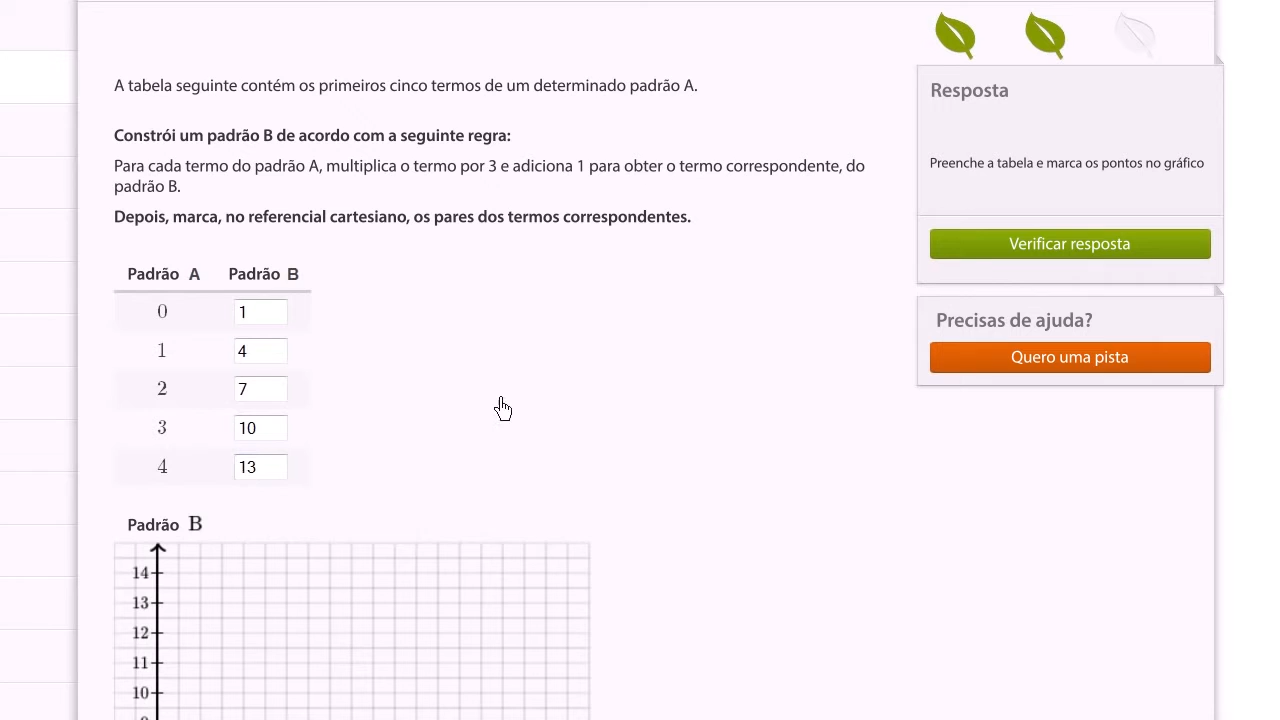 A tabela seguinte contém os primeiros cinco termos de um determinado padrão A.
Constrói um padrão B de acordo com a seguinte regra:
Para cada termo do padrão A, multiplica o termo por 3 e adiciona 1 para obter o termo correspondente, do
padrão B.
Depois, marca, no referencial cartesiano, os pares dos termos correspondentes.
Padrão A Padrão B
0 1
1 4
2 7
3 10
4 13
Padrão B
14
13
12
11
10
Resposta
Preenche a tabela e marca os pontos no gráfico
Verificar resposta
Precisas de ajuda?
Quero uma pista